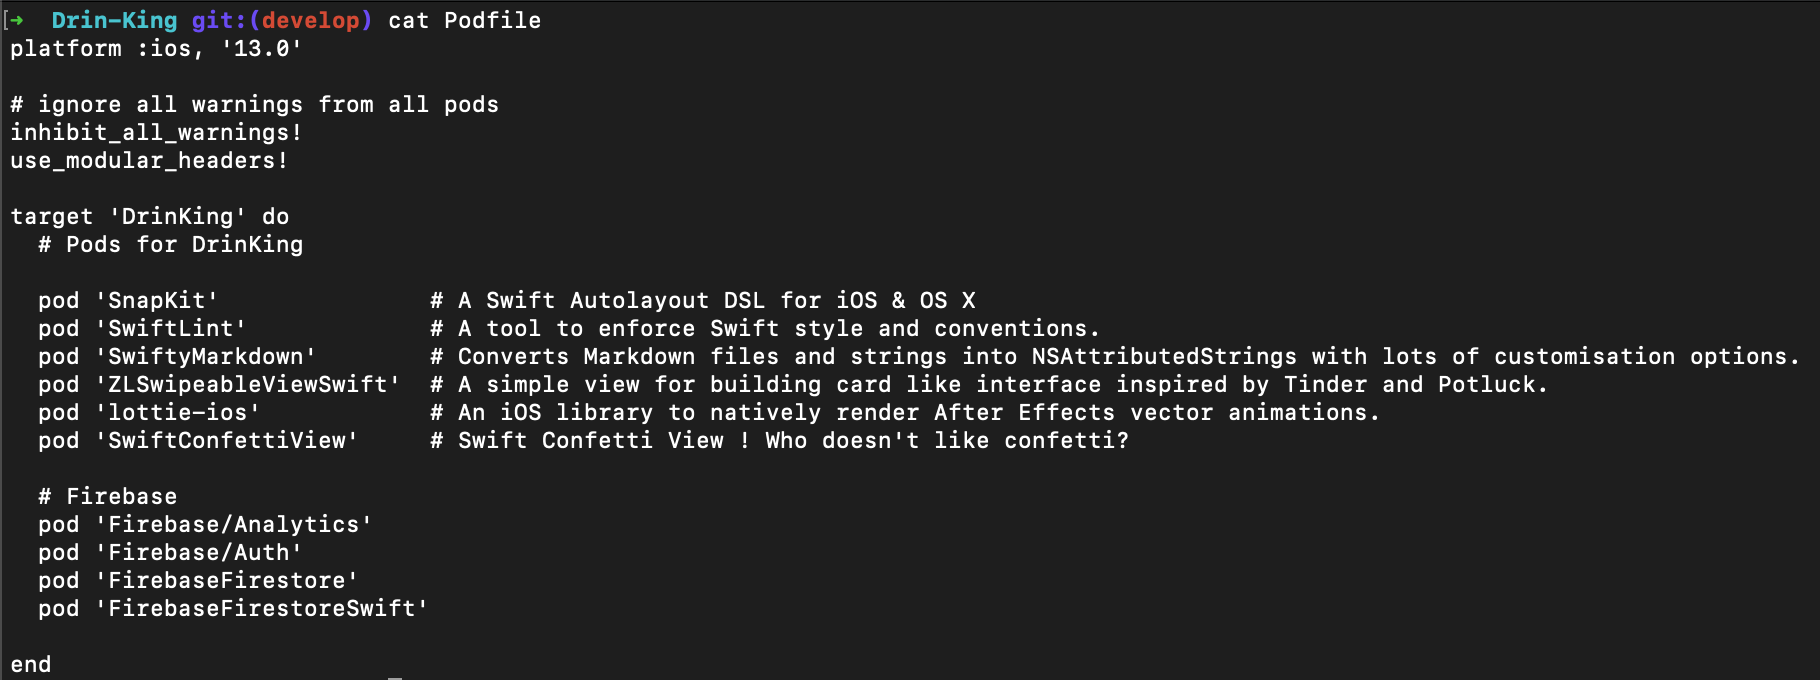 [➜  Drin-King git:(develop) cat Podfile
platform :ios, '13.0'

# ignore all warnings from all pods
inhibit_all_warnings!
use_modular_headers!

target 'DrinKing' do
  # Pods for DrinKing

  pod 'SnapKit'               # A Swift Autolayout DSL for iOS & OS X
  pod 'SwiftLint'             # A tool to enforce Swift style and conventions.
  pod 'SwiftyMarkdown'        # Converts Markdown files and strings into NSAttributedStrings with lots of customisation options.
  pod 'ZLSwipeableViewSwift'  # A simple view for building card like interface inspired by Tinder and Potluck.
  pod 'lottie-ios'            # An iOS library to natively render After Effects vector animations.
  pod 'SwiftConfettiView'     # Swift Confetti View ! Who doesn't like confetti?

  # Firebase
  pod 'Firebase/Analytics'
  pod 'Firebase/Auth'
  pod 'FirebaseFirestore'
  pod 'FirebaseFirestoreSwift'

end